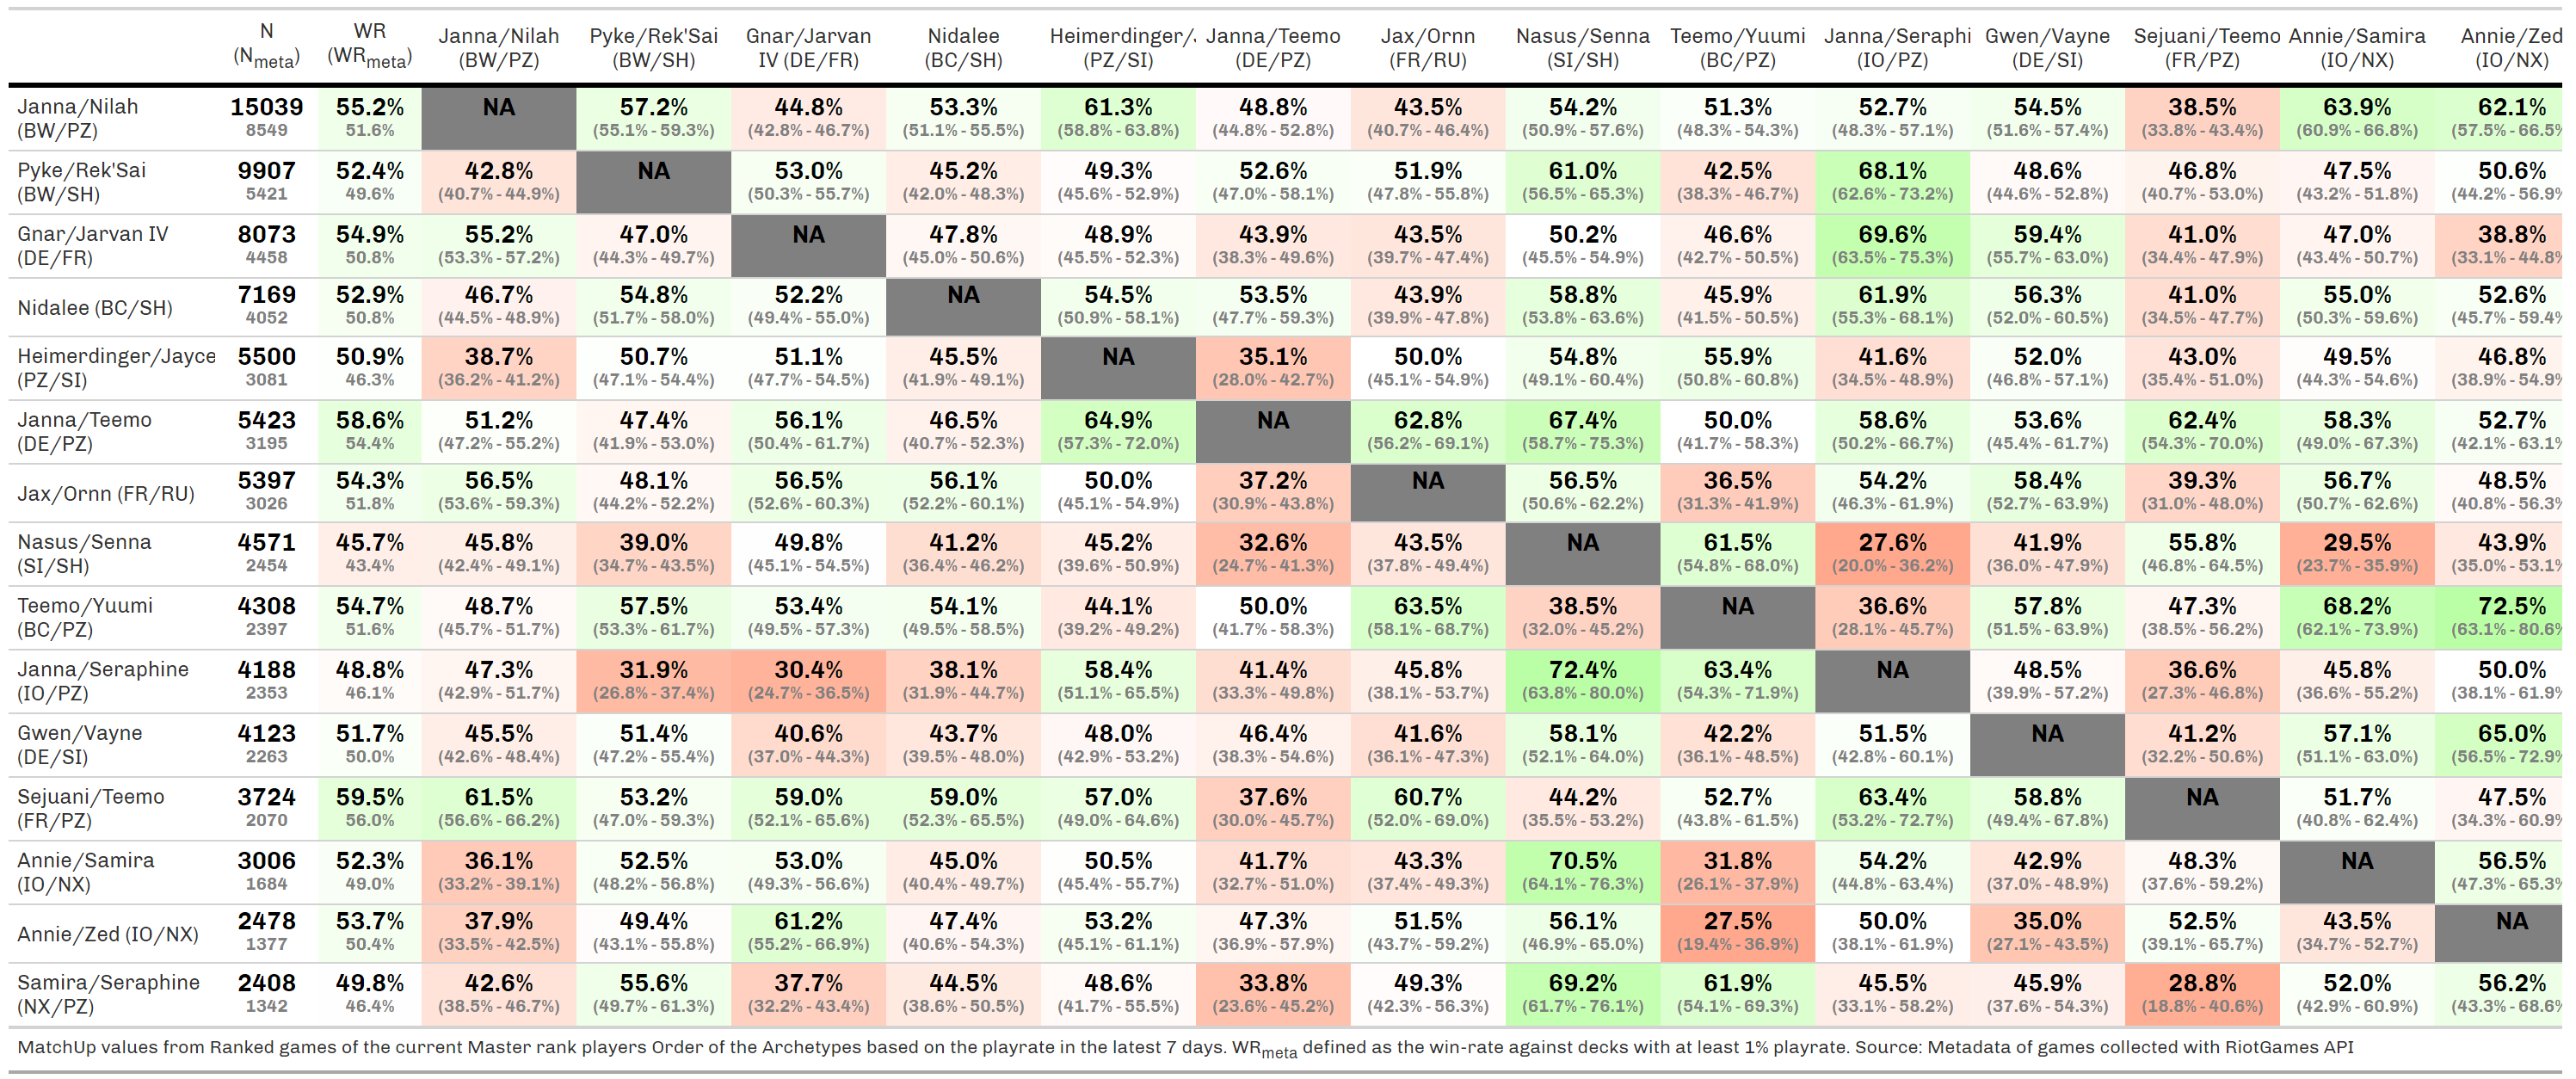 N WR Janna/Nilah Pyke/Rek'Sai Gnar/Jarvan Nidalee Heimerdinger/J Janna/Teemo Jax/Ornn Nasus/Senna Teemo/Yuumi Janna/Seraphi Gwen/Vayne Sejuani/Teemo Annie/Samira Annie/Zed
(Nmeta) (WRmeta) (BW/PZ) (BW/SH) IV (DE/FR) (BC/SH) (PZ/SI) (DE/PZ) (FR/RU) (SI/SH) (BC/PZ) (IO/PZ) (DE/SI) (FR/PZ) (IO/NX) (IO/NX)
Janna/Nilah 15039 55.2% NA 57.2% 44.8% 53.3% 61.3% 48.8% 43.5% 54.2% 51.3% 52.7% 54.5% 38.5% 63.9% 62.1%
(BW/PZ) 8549 51.6% (55.1% - 59.3%) (42.8% - 46.7%) (51.1% - 55.5%) (58.8% - 63.8%) (44.8% - 52.8%) (40.7% - 46.4%) (50.9% - 57.6%) (48.3% - 54.3%) (48.3% - 57.1%) (51.6% - 57.4%) (33.8% - 43.4%) (60.9% - 66.8%) (57.5% - 66.5%
Pyke/Rek'Sai 9907 52.4% 42.8% NA 53.0% 45.2% 49.3% 52.6% 51.9% 61.0% 42.5% 68.1% 48.6% 46.8% 47.5% 50.6%
(BW/SH) 5421 49.6% (40.7% - 44.9%) (50.3% - 55.7%) (42.0% - 48.3%) (45.6% - 52.9%) (47.0% - 58.1%) (47.8% - 55.8%) (56.5% - 65.3%) (38.3% - 46.7%) (62.6% - 73.2%) (44.6% - 52.8%) (40.7% - 53.0%) (43.2% - 51.8%) (44.2% - 56.9%
Gnar/Jarvan IV 8073 54.9% 55.2% 47.0% NA 47.8% 48.9% 43.9% 43.5% 50.2% 46.6% 69.6% 59.4% 41.0% 47.0% 38.8%
(DE/FR) 4458 50.8% (53.3% - 57.2%) (44.3% - 49.7%) (45.0% - 50.6%) (45.5% - 52.3%) (38.3% - 49.6%) (39.7% - 47.4%) (45.5% - 54.9%) (42.7% - 50.5%) (63.5% - 75.3%) (55.7% - 63.0%) (34.4% - 47.9%) (43.4% - 50.7%) (33.1% - 44.8%
Nidalee (BC/SH) 7169 52.9% 46.7% 54.8% 52.2% NA 54.5% 53.5% 43.9% 58.8% 45.9% 61.9% 56.3% 41.0% 55.0% 52.6%
4052 50.8% (44.5% - 48.9%) (51.7% - 58.0%) (49.4% - 55.0%) (50.9% - 58.1%) (47.7% - 59.3%) (39.9% - 47.8%) (53.8% - 63.6%) (41.5% - 50.5%) (55.3% - 68.1%) (52.0% - 60.5%) (34.5% - 47.7%) (50.3% - 59.6%) (45.7% - 59.4%
Heimerdinger/Jayce 5500 50.9% 38.7% 50.7% 51.1% 45.5% NA 35.1% 50.0% 54.8% 55.9% 41.6% 52.0% 43.0% 49.5% 46.8%
(PZ/SI) 3081 46.3% (36.2% - 41.2%) (47.1% - 54.4%) (47.7% - 54.5%) (41.9% - 49.1%) (28.0% - 42.7%) (45.1% - 54.9%) (49.1% - 60.4%) (50.8% - 60.8%) (34.5% - 48.9%) (46.8% - 57.1%) (35.4% - 51.0%) (44.3% - 54.6%) (38.9% - 54.9%
Janna/Teemo 5423 58.6% 51.2% 47.4% 56.1% 46.5% 64.9% NA 62.8% 67.4% 50.0% 58.6% 53.6% 62.4% 58.3% 52.7%
(DE/PZ) 3195 54.4% (47.2% - 55.2%) (41.9% - 53.0%) (50.4% - 61.7%) (40.7% - 52.3%) (57.3% - 72.0%) (56.2% - 69.1%) (58.7% - 75.3%) (41.7% - 58.3%) (50.2% - 66.7%) (45.4% - 61.7%) (54.3% - 70.0%) (49.0% - 67.3%) (42.1% - 63.1%
Jax/Ornn (FR/RU) 5397 54.3% 56.5% 48.1% 56.5% 56.1% 50.0% 37.2% NA 56.5% 36.5% 54.2% 58.4% 39.3% 56.7% 48.5%
3026 51.8% (53.6% - 59.3%) (44.2% - 52.2%) (52.6% - 60.3%) (52.2% - 60.1%) (45.1% - 54.9%) (30.9% - 43.8%) (50.6% - 62.2%) (31.3% - 41.9%) (46.3% - 61.9%) (52.7% - 63.9%) (31.0% - 48.0%) (50.7% - 62.6%) (40.8% - 56.3%
Nasus/Senna 4571 45.7% 45.8% 39.0% 49.8% 41.2% 45.2% 32.6% 43.5% NA 61.5% 27.6% 41.9% 55.8% 29.5% 43.9%
(SI/SH) 2454 43.4% (42.4% - 49.1%) (34.7% - 43.5%) (45.1% - 54.5%) (36.4% - 46.2%) (39.6% - 50.9%) (24.7% - 41.3%) (37.8% - 49.4%) (54.8% - 68.0%) (20.0% - 36.2%) (36.0% - 47.9%) (46.8% - 64.5%) (23.7% - 35.9%) (35.0% - 53.1%
Teemo/Yuumi 4308 54.7% 48.7% 57.5% 53.4% 54.1% 44.1% 50.0% 63.5% 38.5% NA 36.6% 57.8% 47.3% 68.2% 72.5%
(BC/PZ) 2397 51.6% (45.7% - 51.7%) (53.3% - 61.7%) (49.5% - 57.3%) (49.5% - 58.5%) (39.2% - 49.2%) (41.7% - 58.3%) (58.1% - 68.7%) (32.0% - 45.2%) (28.1% - 45.7%) (51.5% - 63.9%) (38.5% - 56.2%) (62.1% - 73.9%) (63.1% - 80.6%
Janna/Seraphine 4188 48.8% 47.3% 31.9% 30.4% 38.1% 58.4% 41.4% 45.8% 72.4% 63.4% NA 48.5% 36.6% 45.8% 50.0%
(IO/PZ) 2353 46.1% (42.9% - 51.7%) (26.8% - 37.4%) (24.7% - 36.5%) (31.9% - 44.7%) (51.1% - 65.5%) (33.3% - 49.8%) (38.1% - 53.7%) (63.8% - 80.0%) (54.3% - 71.9%) (39.9% - 57.2%) (27.3% - 46.8%) (36.6% - 55.2%) (38.1% - 61.9%
Gwen/Vayne 4123 51.7% 45.5% 51.4% 40.6% 43.7% 48.0% 46.4% 41.6% 58.1% 42.2% 51.5% NA 41.2% 57.1% 65.0%
(DE/SI) 2263 50.0% (42.6% - 48.4%) (47.2% - 55.4%) (37.0% - 44.3%) (39.5% - 48.0%) (42.9% - 53.2%) (38.3% - 54.6%) (36.1% - 47.3%) (52.1% - 64.0%) (36.1% - 48.5%) (42.8% - 60.1%) (32.2% - 50.6%) (51.1% - 63.0%) (56.5% - 72.9%
Sejuani/Teemo 3724 59.5% 61.5% 53.2% 59.0% 59.0% 57.0% 37.6% 60.7% 44.2% 52.7% 63.4% 58.8% NA 51.7% 47.5%
(FR/PZ) 2070 56.0% (56.6% - 66.2%) (47.0% - 59.3%) (52.1% - 65.6%) (52.3% - 65.5%) (49.0% - 64.6%) (30.0% - 45.7%) (52.0% - 69.0%) (35.5% - 53.2%) (43.8% - 61.5%) (53.2% - 72.7%) (49.4% - 67.8%) (40.8% - 62.4%) (34.3% - 60.9%
Annie/Samira 3006 52.3% 36.1% 52.5% 53.0% 45.0% 50.5% 41.7% 43.3% 70.5% 31.8% 54.2% 42.9% 48.3% NA 56.5%
(IO/NX) 1684 49.0% (33.2% - 39.1%) (48.2% - 56.8%) (49.3% - 56.6%) (40.4% - 49.7%) (45.4% - 55.7%) (32.7% - 51.0%) (37.4% - 49.3%) (64.1% - 76.3%) (26.1% - 37.9%) (44.8% - 63.4%) (37.0% - 48.9%) (37.6% - 59.2%) (47.3% - 65.3%
Annie/Zed (IO/NX) 2478 53.7% 37.9% 49.4% 61.2% 47.4% 53.2% 47.3% 51.5% 56.1% 27.5% 50.0% 35.0% 52.5% 43.5% NA
1377 50.4% (33.5% - 42.5%) (43.1% - 55.8%) (55.2% - 66.9%) (40.6% - 54.3%) (45.1% - 61.1%) (36.9% - 57.9%) (43.7% - 59.2%) (46.9% - 65.0%) (19.4% - 36.9%) (38.1% - 61.9%) (27.1% - 43.5%) (39.1% - 65.7%) (34.7% - 52.7%)
Samira/Seraphine 2408 49.8% 42.6% 55.6% 37.7% 44.5% 48.6% 33.8% 49.3% 69.2% 61.9% 45.5% 45.9% 28.8% 52.0% 56.2%
(NX/PZ) 1342 46.4% (38.5% - 46.7%) (49.7% - 61.3%) (32.2% - 43.4%) (38.6% - 50.5%) (41.7% - 55.5%) (23.6% - 45.2%) (42.3% - 56.3%) (61.7% - 76.1%) (54.1% - 69.3%) (33.1% - 58.2%) (37.6% - 54.3%) (18.8% - 40.6%) (42.9% - 60.9%) (43.3% - 68.6%
MatchUp values from Ranked games of the current Master rank players Order of the Archetypes based on the playrate in the latest 7 days. WRmeta defined as the win-rate against decks with at least 1% playrate. Source: Metadata of games collected with RiotGames API